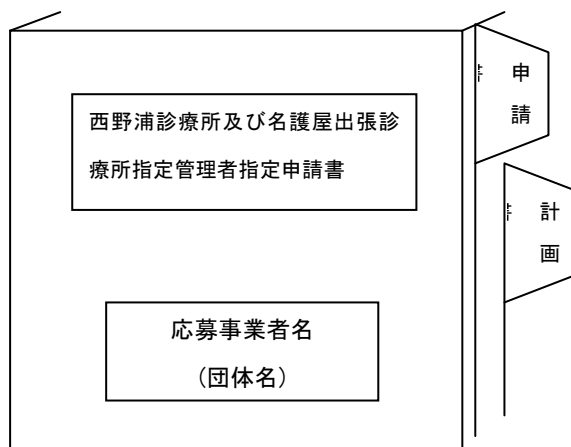 西野浦診療所及び名護屋出張診
療所指定管理者指定申請書
応募事業者名
(団体名)
申請
計画